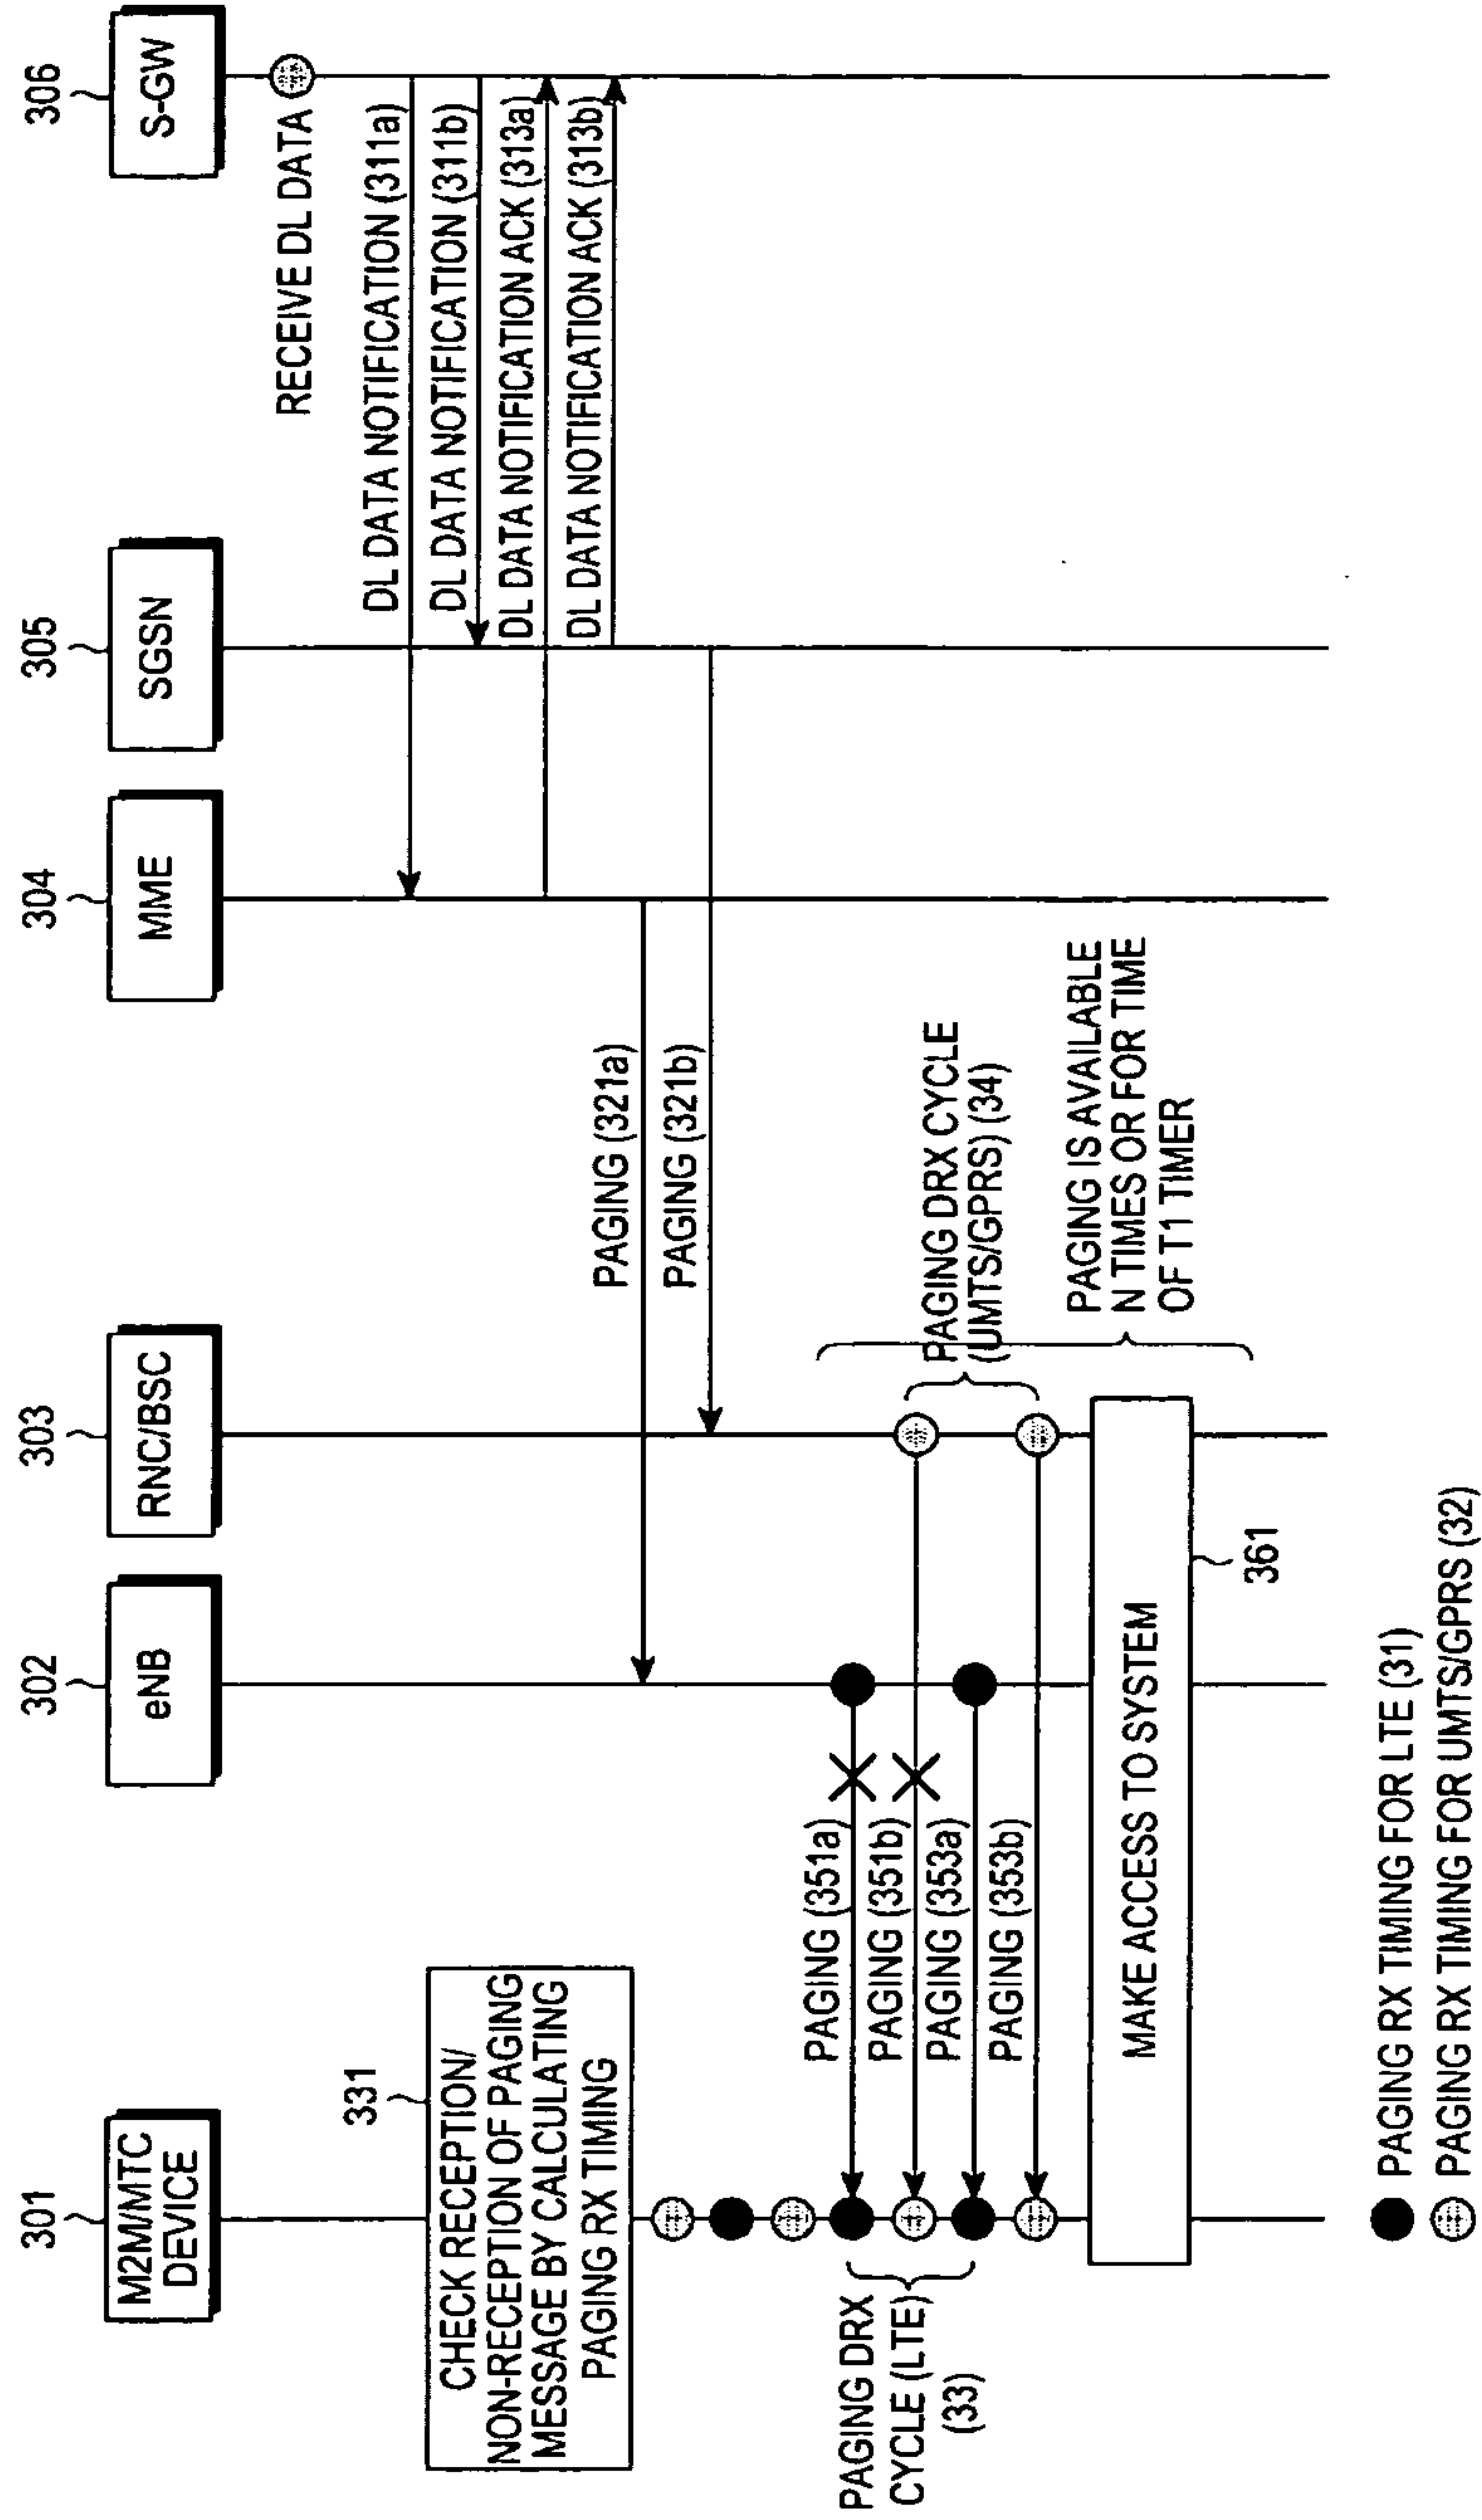 301
M2M/MTC
DEVICE
302
eNB
303
RNC/BSC
304
MME
305
SGSN
306
S-GW
RECEIVE DL DATA
331
CHECK RECEPTION/
NON-RECEPTION OF PAGING
MESSAGE BY CALCULATING
PAGING RX TIMING
DL DATA NOTIFICATION (311a)
DL DATA NOTIFICATION (311b)
DL DATA NOTIFICATION ACK (313a)
DL DATA NOTIFICATION ACK (313b)
PAGING (321a)
PAGING (321b)
PAGING (351a)
PAGING (351b)
PAGING (353a)
PAGING (353b)
PAGING DRX
CYCLE (LTE)
(33)
PAGING DRX CYCLE
(UMTS/GPRS) (34)
PAGING IS AVAILABLE
N TIMES OR FOR TIME
OF T1 TIMER
MAKE ACCESS TO SYSTEM
361
PAGING RX TIMING FOR LTE (31)
PAGING RX TIMING FOR UMTS/GPRS (32)